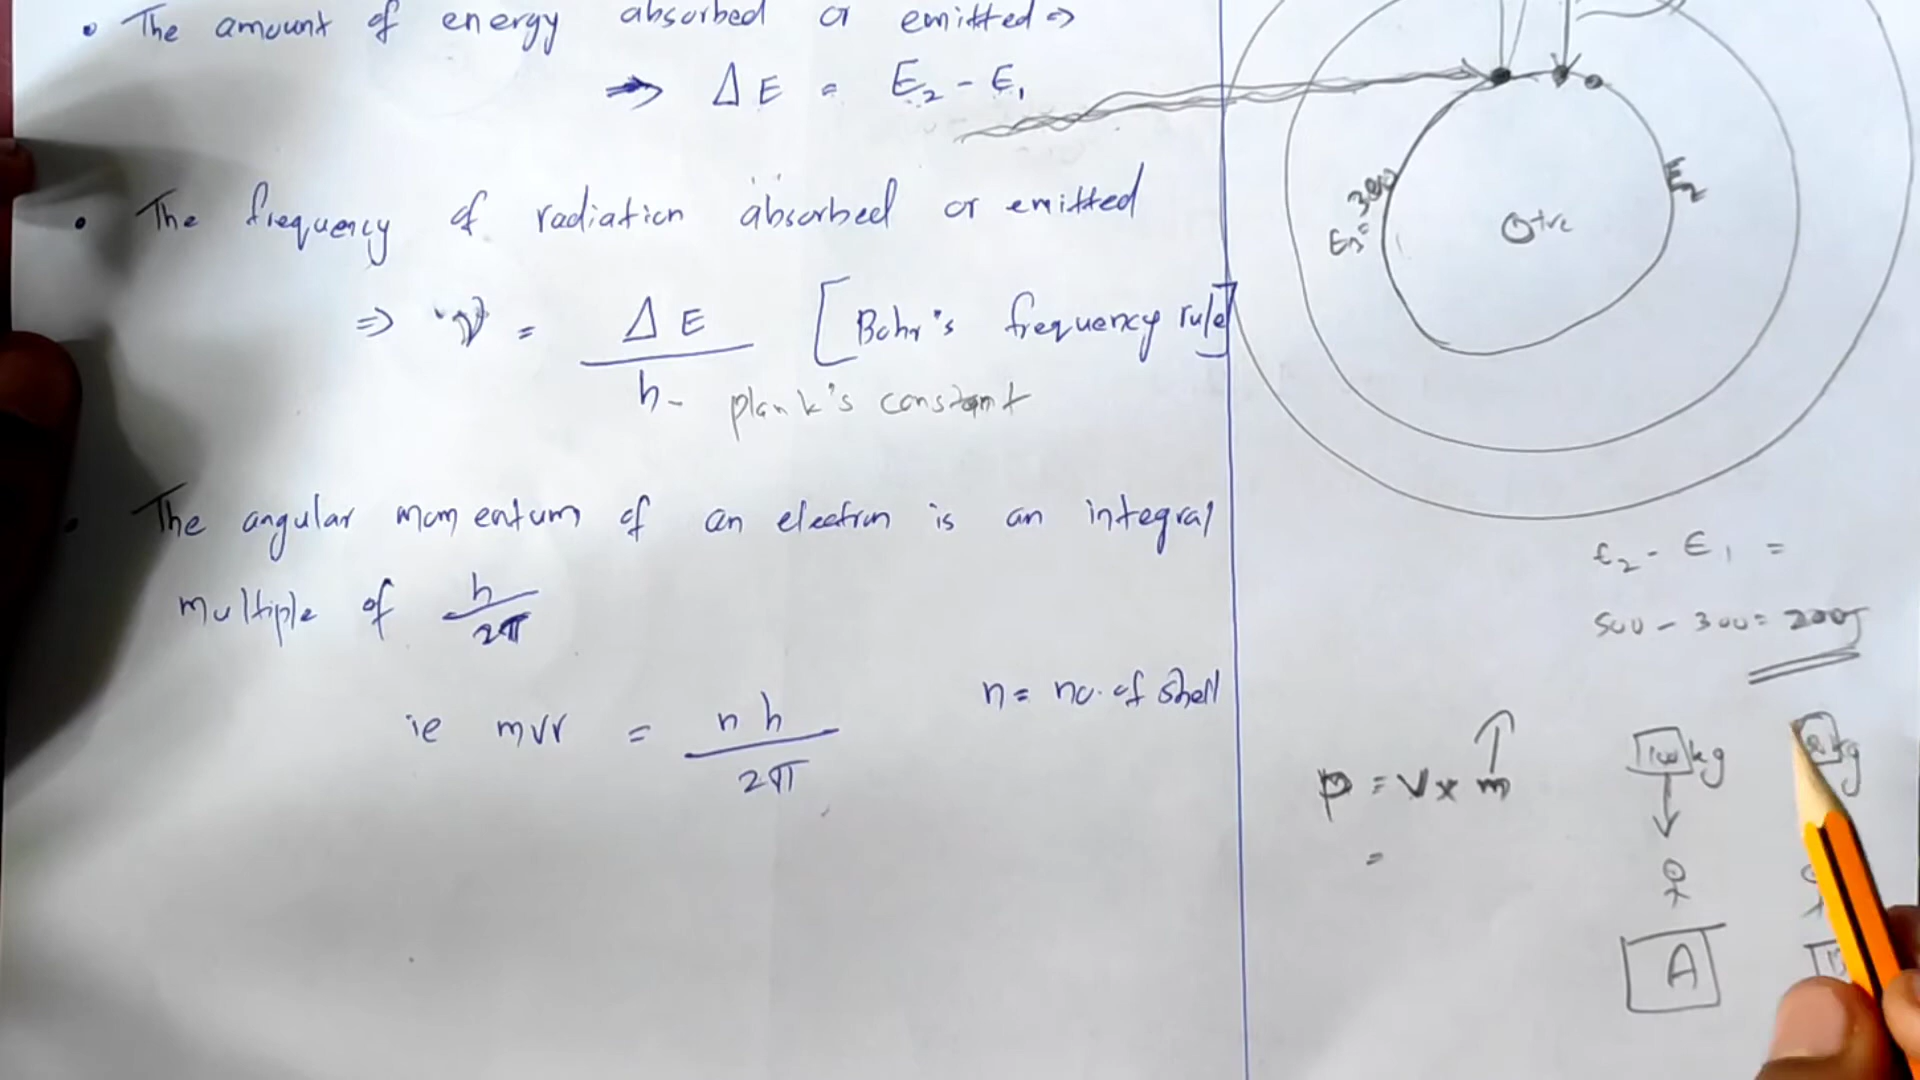 • The amount of energy absorbed or emitted ⇒
⇒ ΔE = E₂ - E₁
• The frequency of radiation absorbed or emitted
⇒ ν = ΔE / h [Bohr's frequency rule]
h - plank's constant
• The angular momentum of an electron is an integral
multiple of h / 2π
n = no. of shell
ie mvr = nh / 2π
300
E₂
+ve
E₂ - E₁ =
500 - 300 = 200J
P = v x m
=
100 kg
kg
A